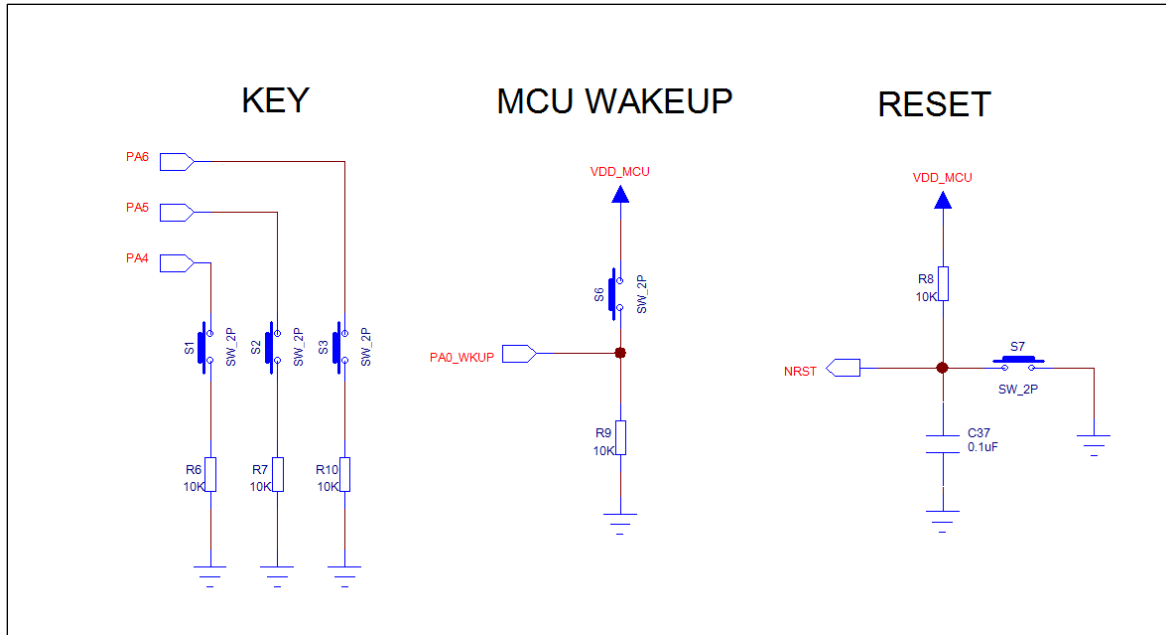 KEY
MCU WAKEUP
RESET
PA6
PA5
PA4
S1
SW_2P
S2
SW_2P
S3
SW_2P
R6
10K
R7
10K
R10
10K
VDD_MCU
S6
SW_2P
PA0_WKUP
R9
10K
VDD_MCU
R8
10K
NRST
S7
SW_2P
C37
0.1uF